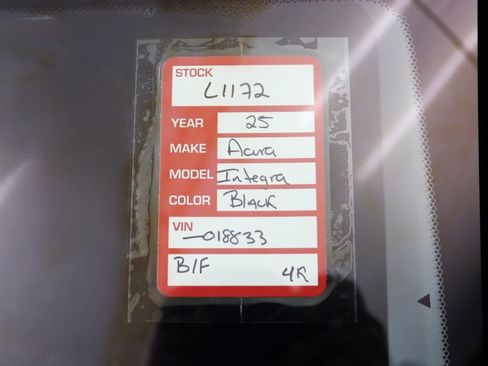 STOCK
L1172
YEAR 25
MAKE Acura
MODEL Integra
COLOR Black
VIN
-018833
B/F 4R